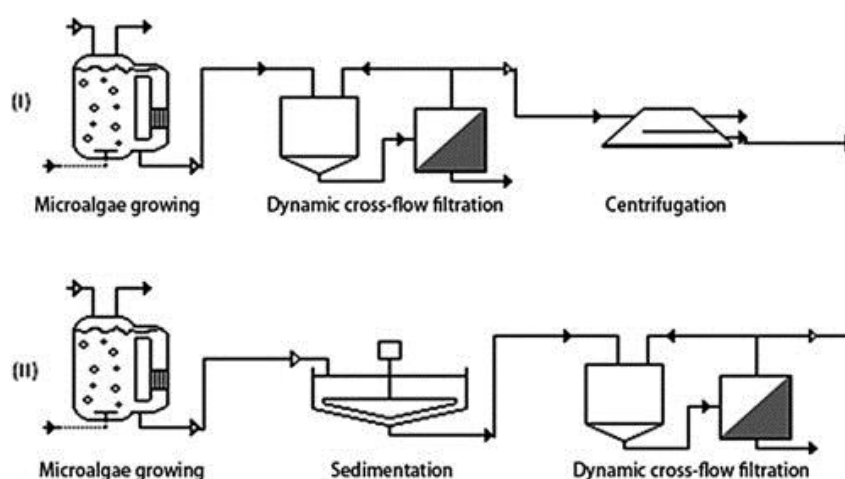 (I)
Microalgae growing Dynamic cross-flow filtration Centrifugation
(II)
Microalgae growing Sedimentation Dynamic cross-flow filtration